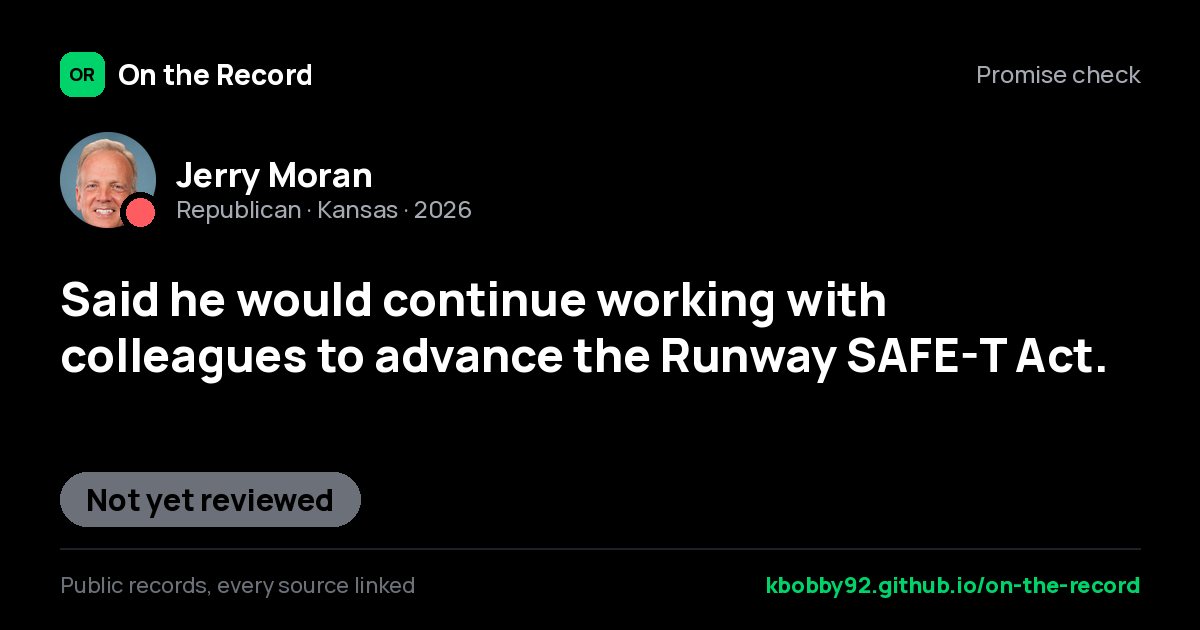 OR On the Record
Promise check
Jerry Moran
Republican · Kansas · 2026
Said he would continue working with
colleagues to advance the Runway SAFE-T Act.
Not yet reviewed
Public records, every source linked
kbobby92.github.io/on-the-record